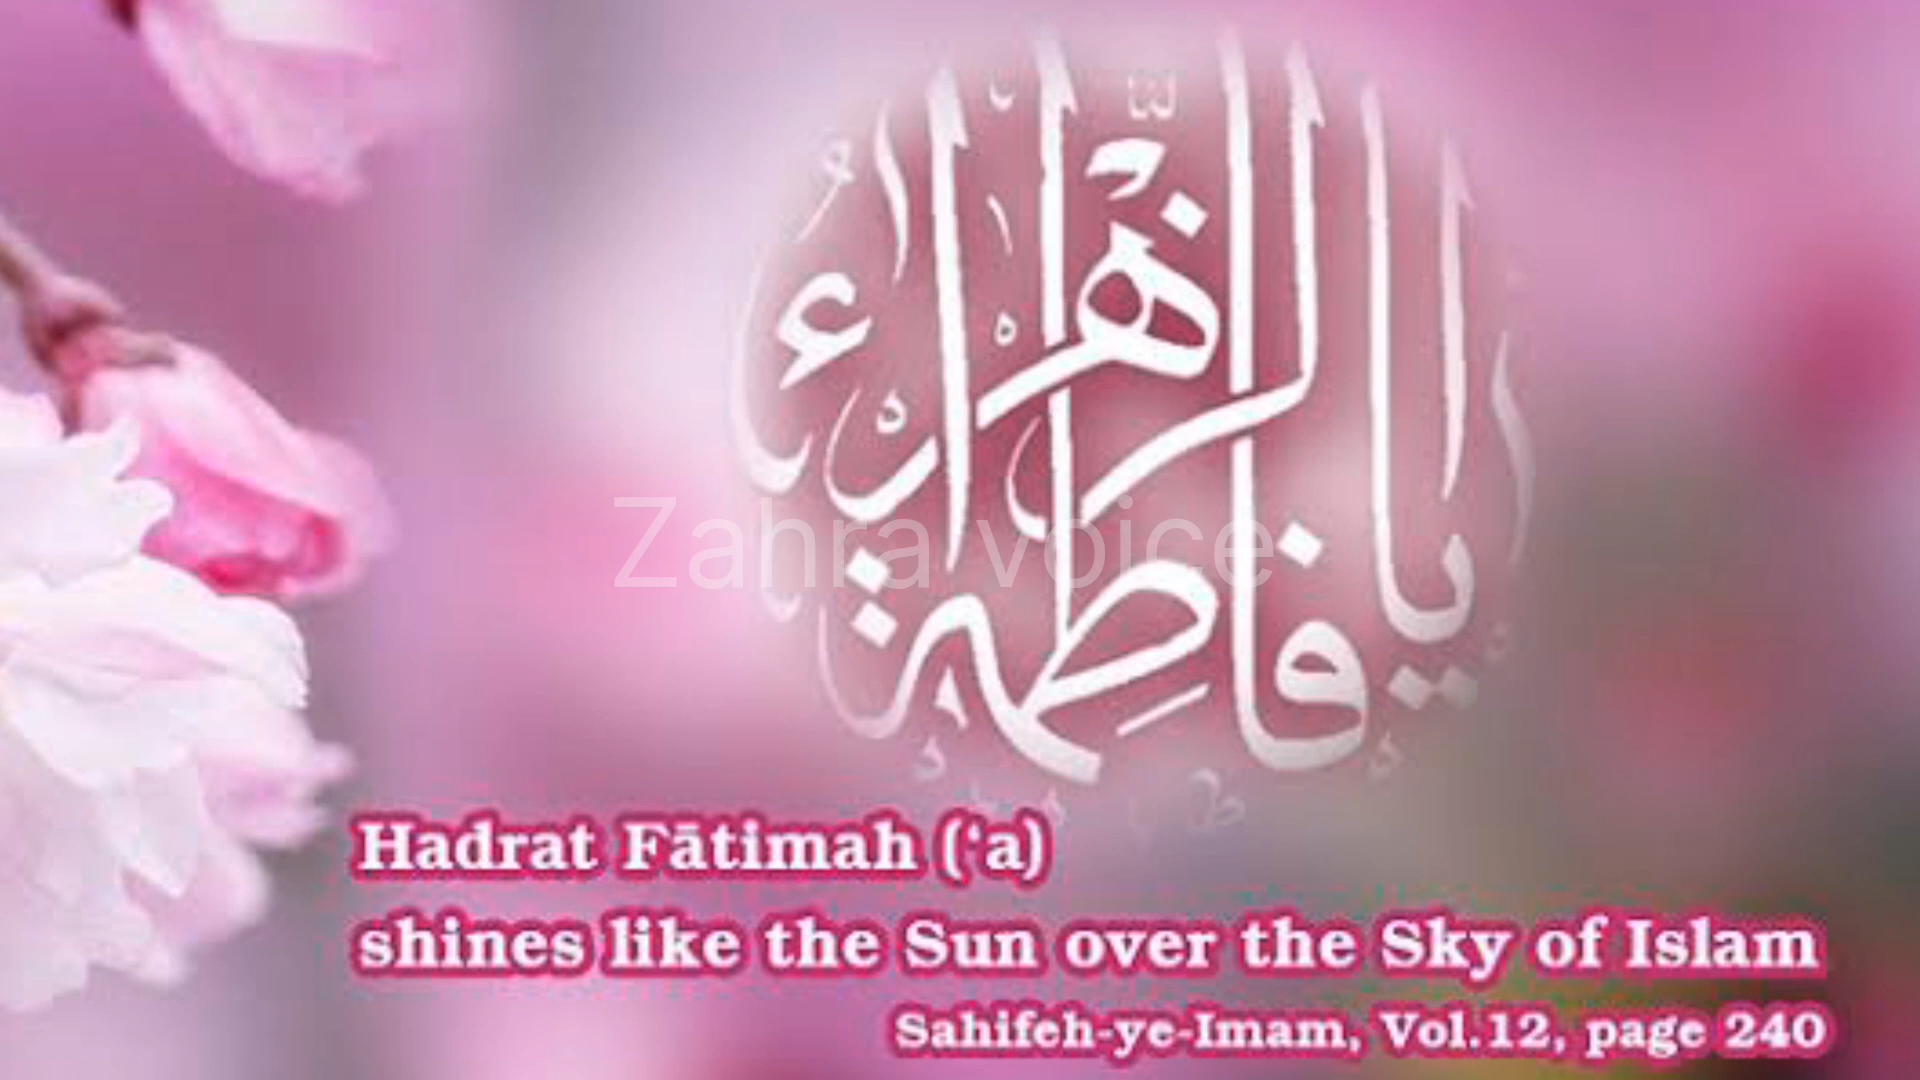 يا فاطمة الزهراء
Zahra voice
Hadrat Fātimah (‘a)
shines like the Sun over the Sky of Islam
Sahifeh-ye-Imam, Vol.12, page 240